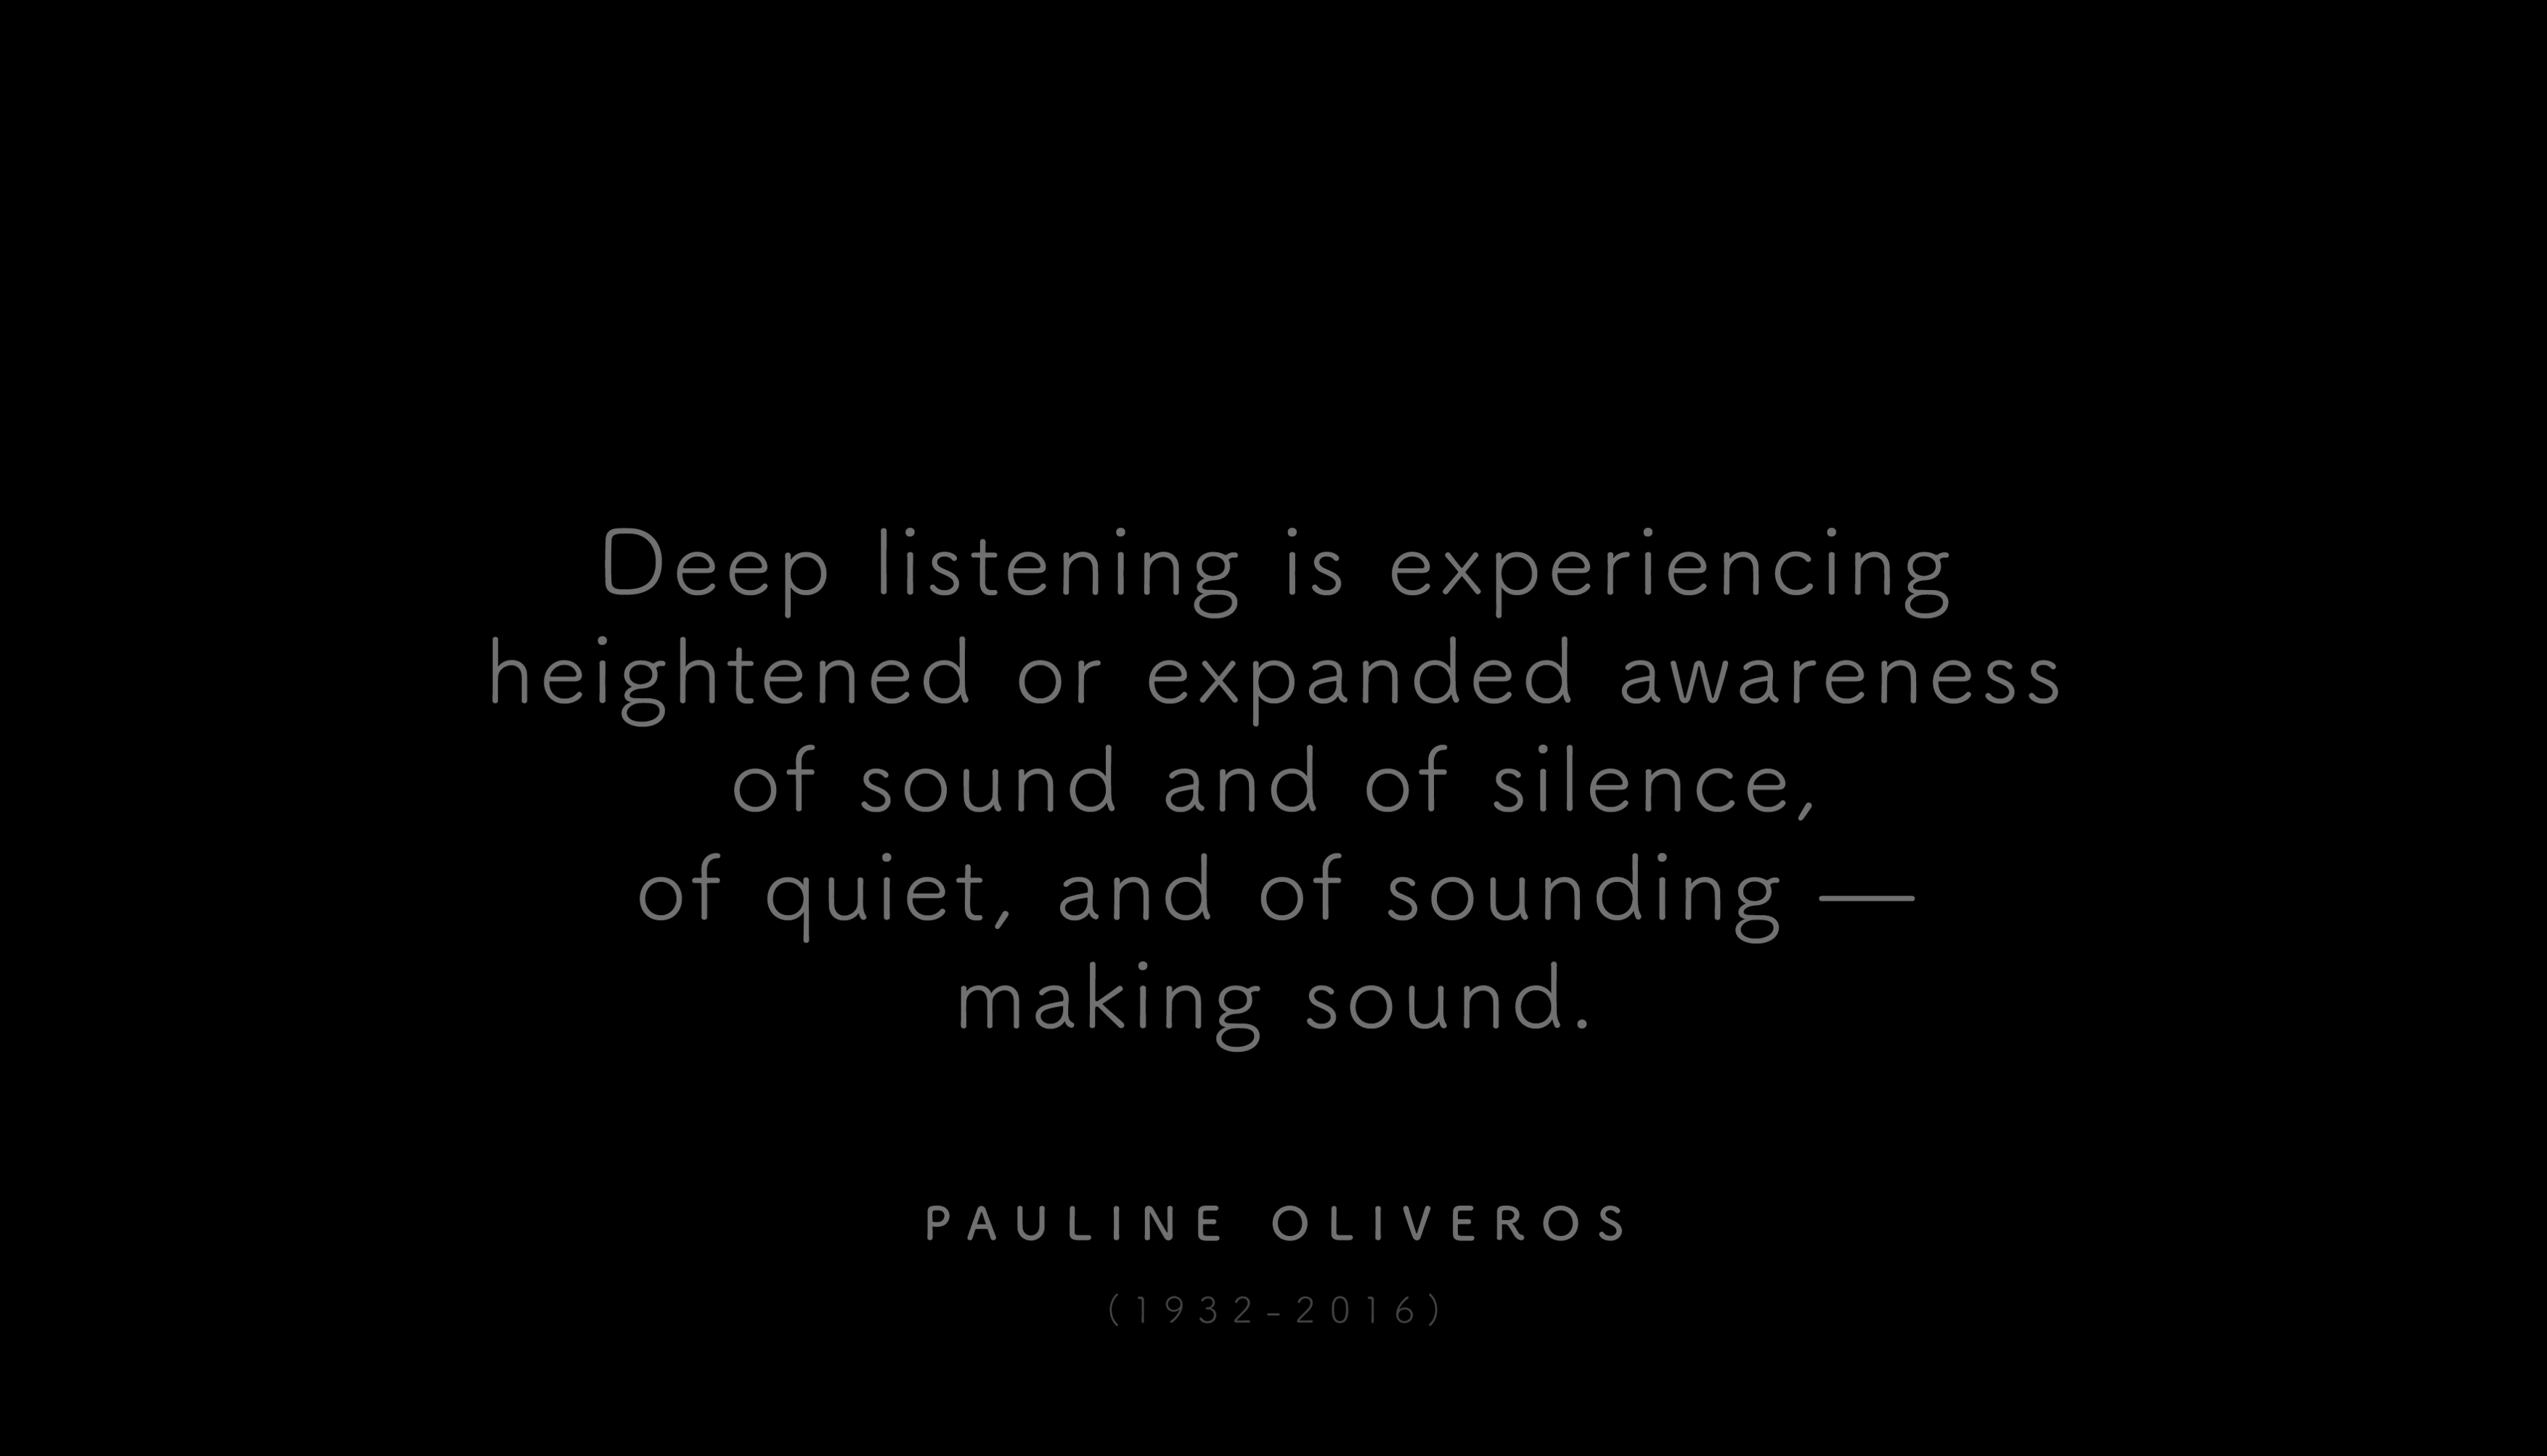 Deep listening is experiencing
heightened or expanded awareness
of sound and of silence,
of quiet, and of sounding —
making sound.
PAULINE OLIVEROS
(1932-2016)